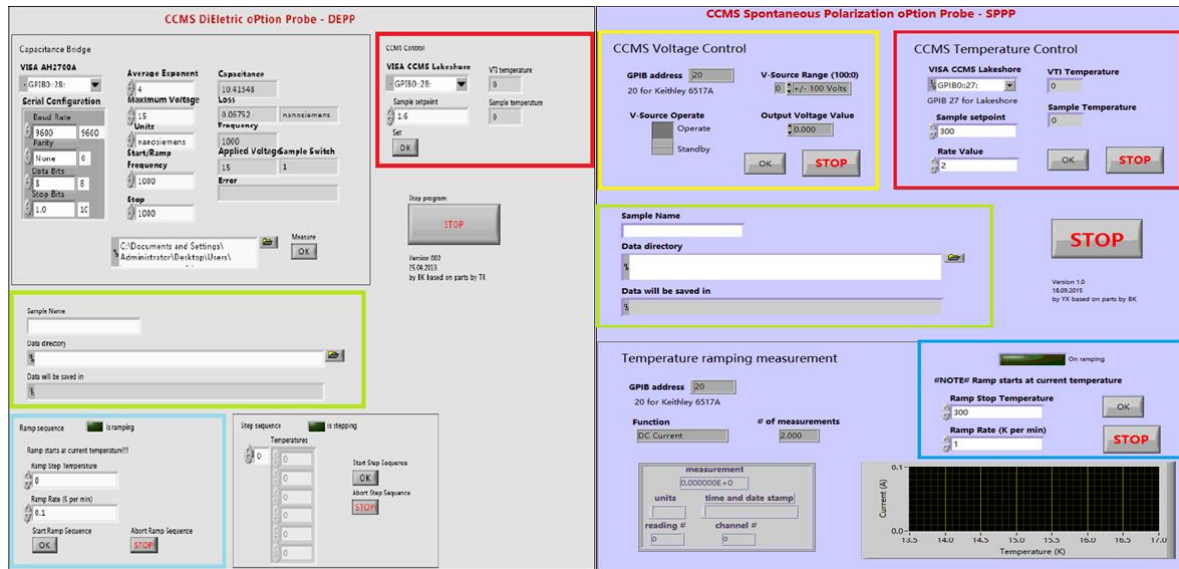 CCMS DiEletric oPtion Probe - DEPP
Capacitance Bridge
VISA AH2700A
GPIB0::28:
Serial Configuration
Baud Rate
9600 9600
Parity
None 0
Data Bits
8 8
Stop Bits
1.0 10
Average Exponent
4
Maximum Voltage
15
Units
nanosiemens
Start/Ramp
Frequency
1000
Stop
1000
Capacitance
10.41543
Loss
0.06752 nanosiemens
Frequency
1000
Applied Voltage Sample Switch
15 1
Error
C:\Documents and Settings\
Administrator\Desktop\Users\
Measure
OK
CCMS Control
VISA CCMS Lakeshore
GPIB0::28:
Sample setpoint
1.6
Set
OK
VTI temperature
0
Sample temperature
0
Stop program
STOP
Version 002
25.04.2013
by BK based on parts by TX
Sample Name
Data directory
Data will be saved in
Ramp sequence is ramping
Ramp starts at current temperature!!!!
Ramp Stop Temperature
0
Ramp Rate (K per min)
0.1
Start Ramp Sequence Abort Ramp Sequence
OK STOP
Step sequence is stepping
Temperatures
0 0
0
0
0
0
0
Start Step Sequence
OK
Abort Step Sequence
STOP
CCMS Spontaneous Polarization oPtion Probe - SPPP
CCMS Voltage Control
GPIB address 20
20 for Keithley 6517A
V-Source Range (100:0)
0 +/- 100 Volts
V-Source Operate
Operate
Standby
Output Voltage Value
0.000
OK STOP
CCMS Temperature Control
VISA CCMS Lakeshore
GPIB0::27:
GPIB 27 for Lakeshore
Sample setpoint
300
Rate Value
2
VTI Temperature
0
Sample Temperature
0
OK STOP
Sample Name
Data directory
Data will be saved in
STOP
Version 1.0
18.09.2015
by YX based on parts by BK
Temperature ramping measurement
GPIB address 20
20 for Keithley 6517A
Function
DC Current
# of measurements
2.000
measurement
0.000000E+0
units time and date stamp
reading # channel #
0 0
On ramping
#NOTE# Ramp starts at current temperature
Ramp Stop Temperature
300
OK
Ramp Rate (K per min)
1
STOP
Current (A)
0.1
0.0
13.5 14.0 14.5 15.0 15.5 16.0 16.5 17.0
Temperature (K)